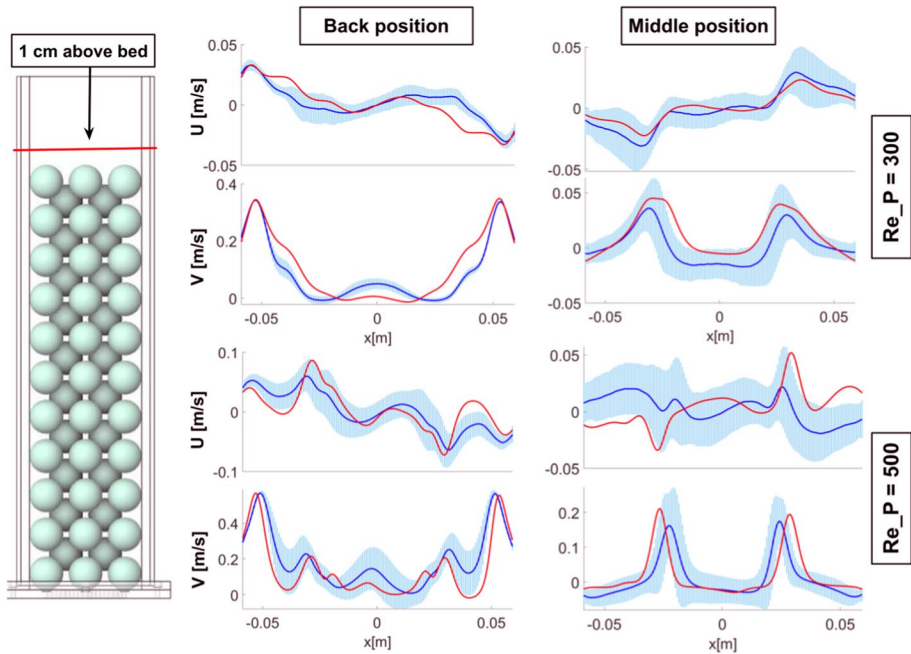 1 cm above bed
Back position
Middle position
0.05
0
-0.05
U [m/s]
0.05
0
-0.05
0.4
0.2
0
V [m/s]
-0.05
0
0.05
x[m]
0.05
0
-0.05
-0.05
0
0.05
x[m]
Re_P = 300
0.1
0
-0.1
U [m/s]
0.05
0
-0.05
0.4
0.2
0
V [m/s]
-0.05
0
0.05
x[m]
0.2
0.1
0
-0.05
0
0.05
x[m]
Re_P = 500